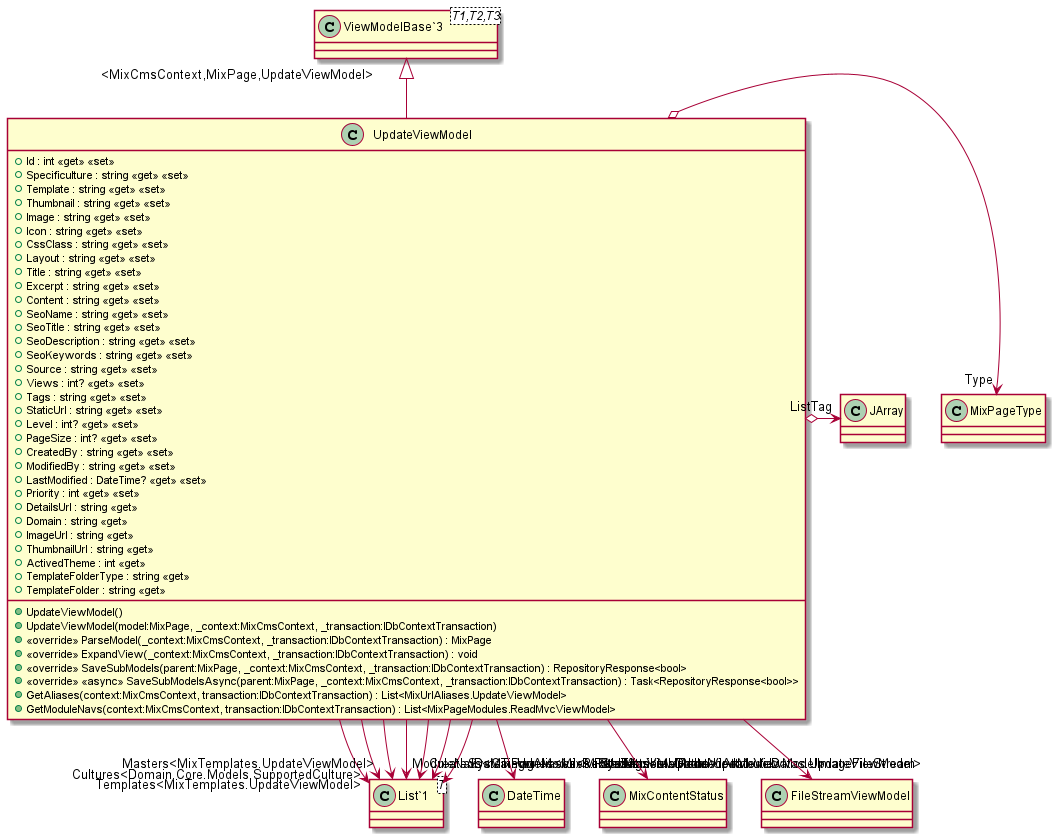 T1,T2,T3
C ViewModelBase`3
<MixCmsContext,MixPage,UpdateViewModel>
C UpdateViewModel
Id : int «get» «set»
Specificulture : string «get» «set»
Template : string «get» «set»
Thumbnail : string «get» «set»
Image : string «get» «set»
Icon : string «get» «set»
CssClass : string «get» «set»
Layout : string «get» «set»
Title : string «get» «set»
Excerpt : string «get» «set»
Content : string «get» «set»
SeoName : string «get» «set»
SeoTitle : string «get» «set»
SeoDescription : string «get» «set»
SeoKeywords : string «get» «set»
Source : string «get» «set»
Views : int? «get» «set»
Tags : string «get» «set»
StaticUrl : string «get» «set»
Level : int? «get» «set»
PageSize : int? «get» «set»
CreatedBy : string «get» «set»
ModifiedBy : string «get» «set»
LastModified : DateTime? «get» «set»
Priority : int «get» «set»
DetailsUrl : string «get»
Domain : string «get»
ImageUrl : string «get»
ThumbnailUrl : string «get»
ActivedTheme : int «get»
TemplateFolderType : string «get»
TemplateFolder : string «get»
UpdateViewModel()
UpdateViewModel(model:MixPage, _context:MixCmsContext, _transaction:IDbContextTransaction)
«override» ParseModel(_context:MixCmsContext, _transaction:IDbContextTransaction) : MixPage
«override» ExpandView(_context:MixCmsContext, _transaction:IDbContextTransaction) : void
«override» SaveSubModels(parent:MixPage, _context:MixCmsContext, _transaction:IDbContextTransaction) : RepositoryResponse<bool>
«override» «async» SaveSubModelsAsync(parent:MixPage, _context:MixCmsContext, _transaction:IDbContextTransaction) : Task<RepositoryResponse<bool>>
GetAliases(context:MixCmsContext, transaction:IDbContextTransaction) : List<MixUrlAliases.UpdateViewModel>
GetModuleNavs(context:MixCmsContext, transaction:IDbContextTransaction) : List<MixPageModules.ReadMvcViewModel>
Type
ListTag
C JArray
C MixPageType
Masters<MixTemplates.UpdateViewModel>
Cultures<Domain.Core.Models.SupportedCulture>
Templates<MixTemplates.UpdateViewModel>
C List`1
T
C DateTime
C MixContentStatus
C FileStreamViewModel